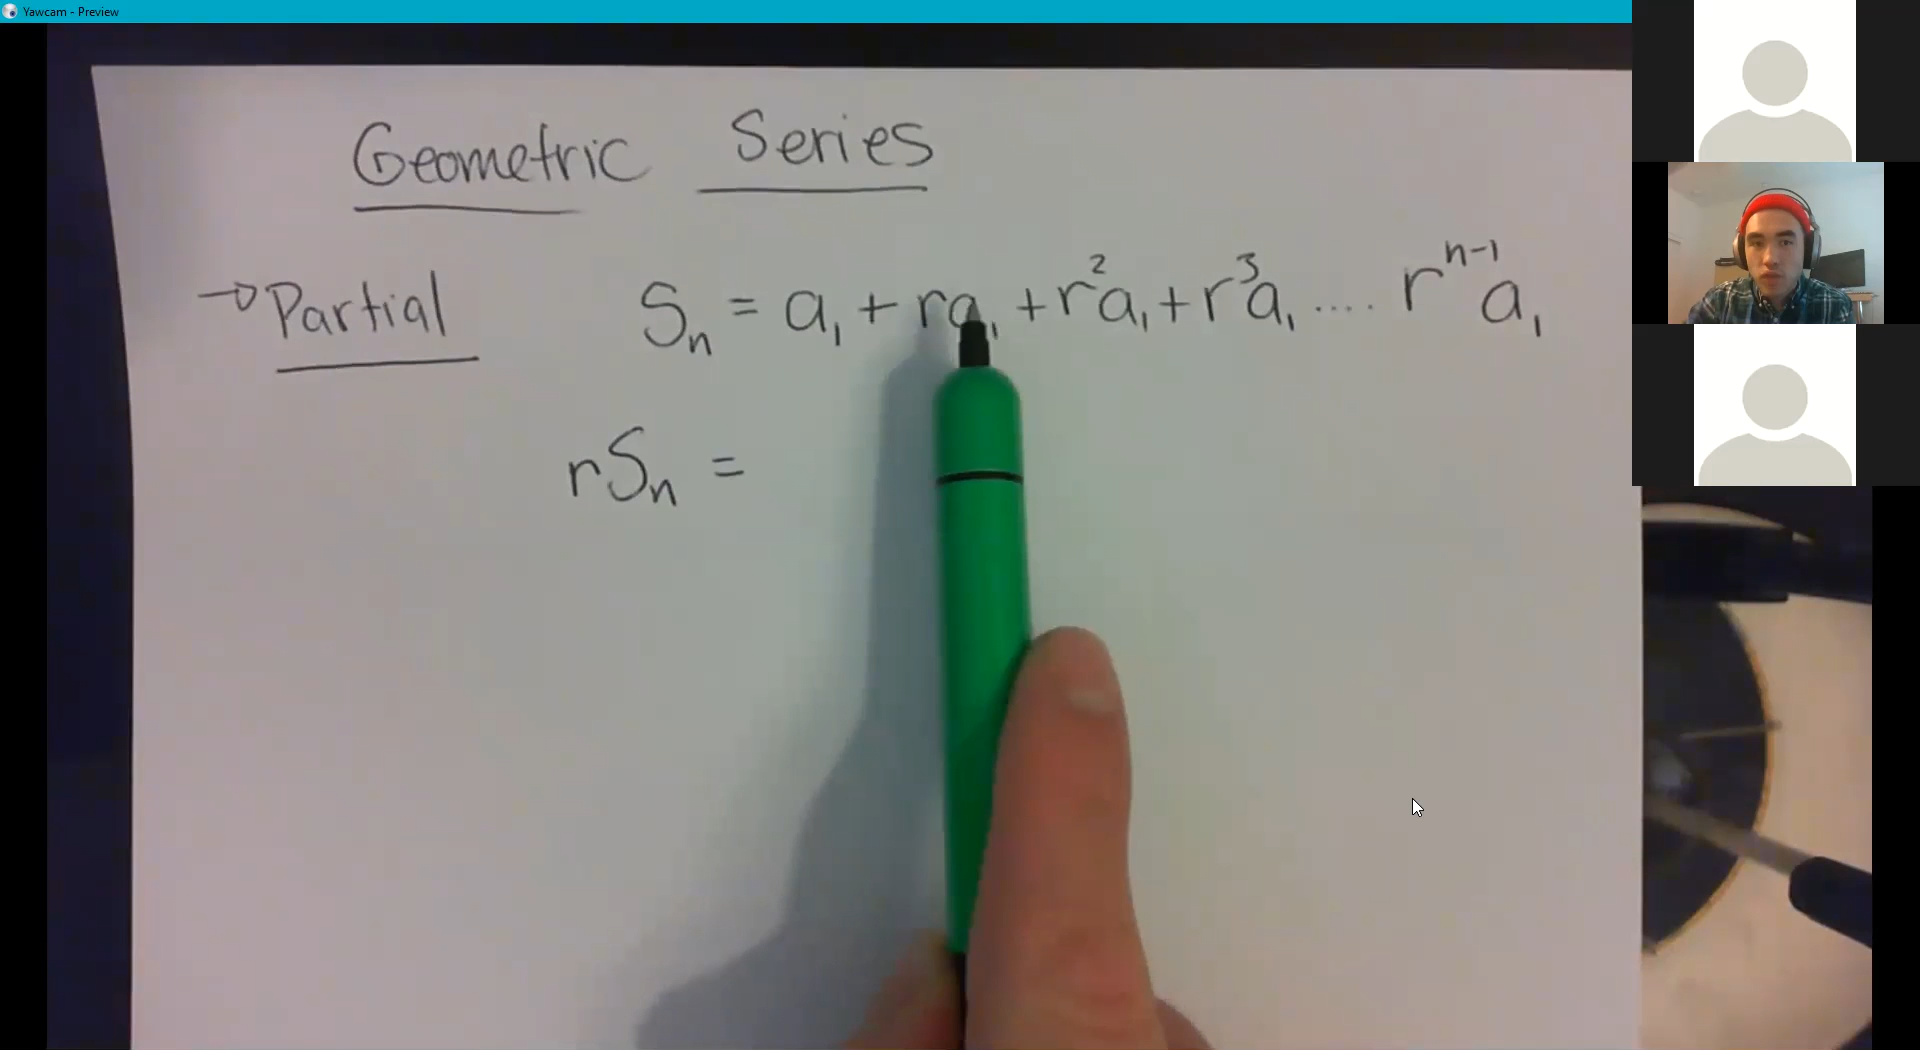 Yawcam - Preview
Geometric Series
→Partial Sₙ = a₁ + ra₁ + r²a₁ + r³a₁ .... rⁿ⁻¹a₁
rSₙ =